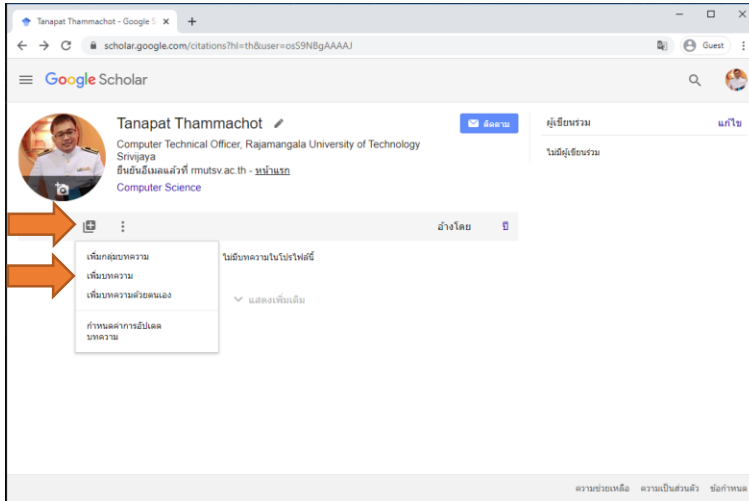 Tanapat Thammachot - Google S
scholar.google.com/citations?hl=th&user=osS9NBgAAAAJ
Guest
Google Scholar
Tanapat Thammachot
Computer Technical Officer, Rajamangala University of Technology
Srivijaya
ยืนยันอีเมลแล้วที่ rmutsv.ac.th - หน้าแรก
Computer Science
ติดตาม
ผู้เขียนร่วม
แก้ไข
ไม่มีผู้เขียนร่วม
อ้างโดย
ปี
เพิ่มกลุ่มบทความ
เพิ่มบทความ
เพิ่มบทความด้วยตนเอง
กำหนดค่าการอัปเดต
บทความ
ไม่มีบทความในโปรไฟล์นี้
แสดงเพิ่มเติม
ความช่วยเหลือ ความเป็นส่วนตัว ข้อกำหนด